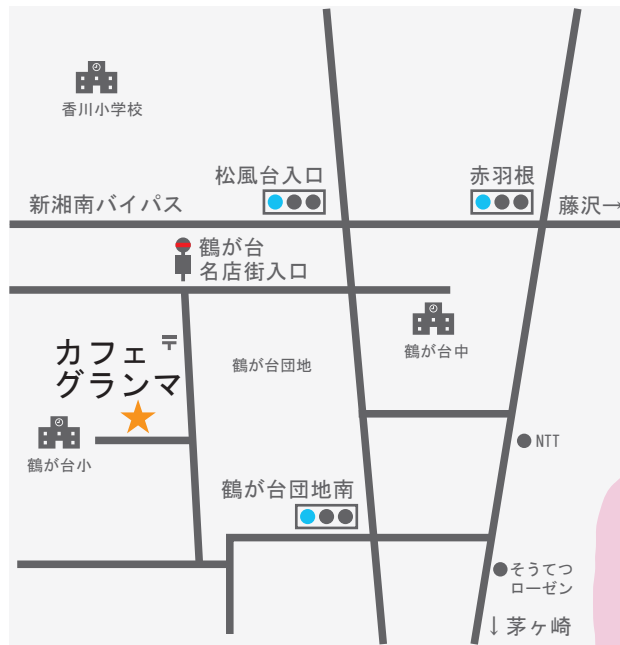 香川小学校
松風台入口
赤羽根
新湘南バイパス
藤沢→
鶴が台
名店街入口
カフェ
グランマ
〒
鶴が台団地
鶴が台中
鶴が台小
NTT
鶴が台団地南
そうてつ
ローゼン
↓茅ヶ崎